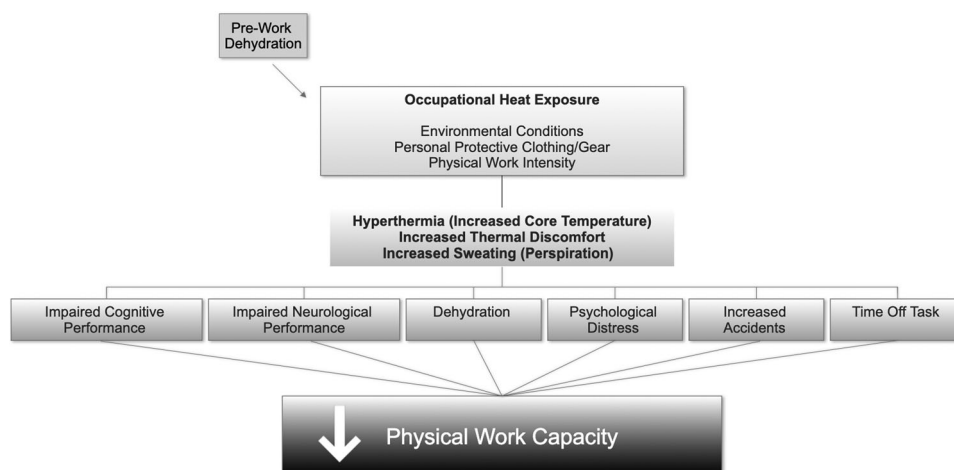 Pre-Work
Dehydration
Occupational Heat Exposure
Environmental Conditions
Personal Protective Clothing/Gear
Physical Work Intensity
Hyperthermia (Increased Core Temperature)
Increased Thermal Discomfort
Increased Sweating (Perspiration)
Impaired Cognitive
Performance
Impaired Neurological
Performance
Dehydration
Psychological
Distress
Increased
Accidents
Time Off Task
Physical Work Capacity